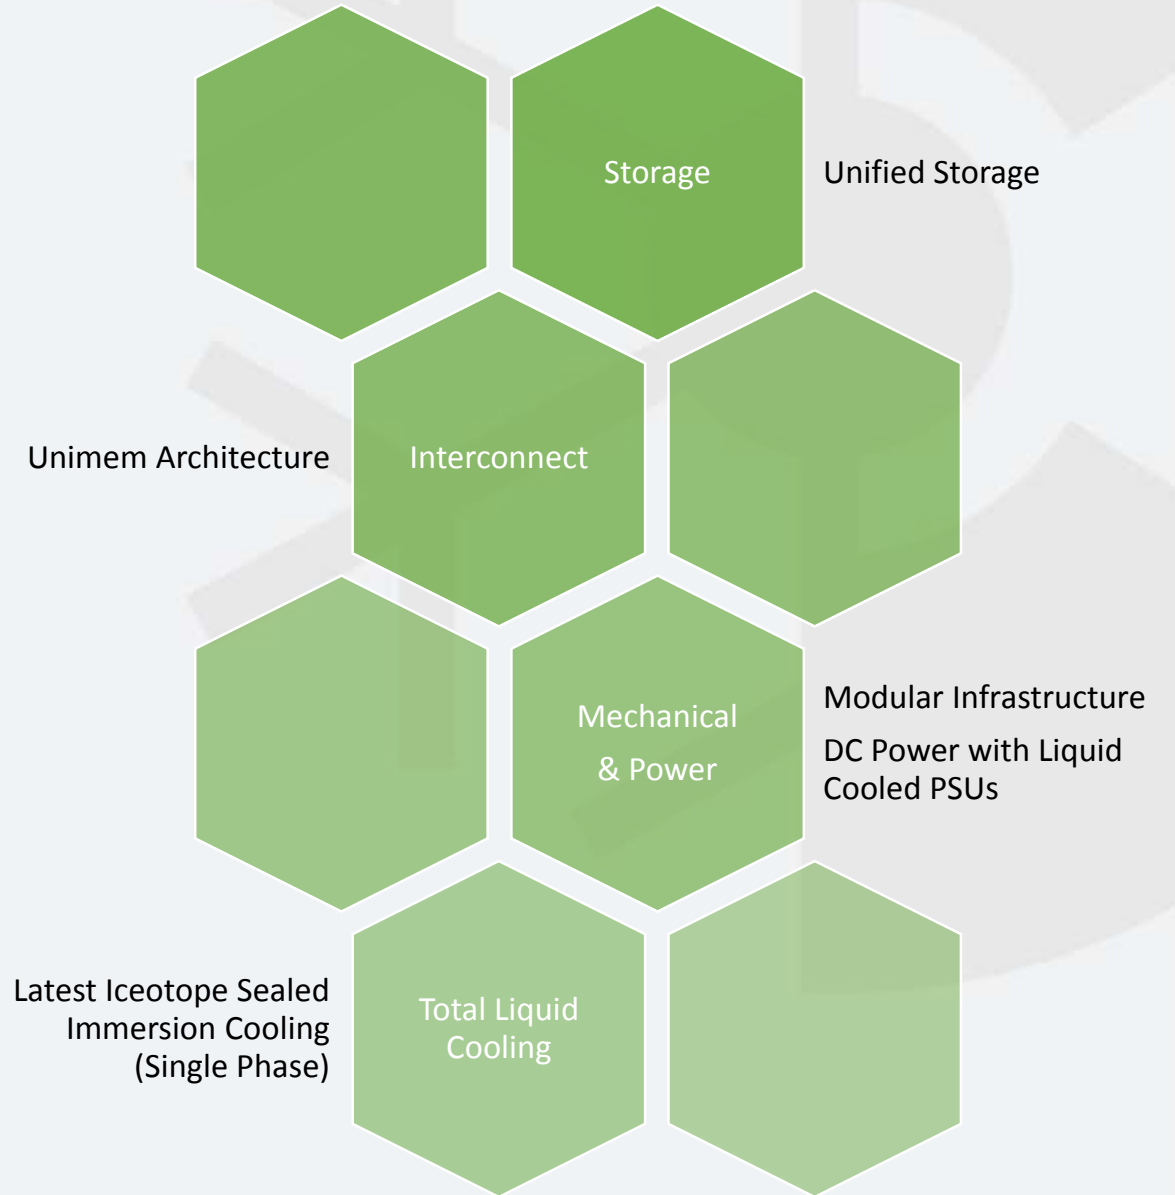 Storage
Unified Storage
Unimem Architecture
Interconnect
Mechanical
& Power
Modular Infrastructure
DC Power with Liquid
Cooled PSUs
Latest Iceotope Sealed
Immersion Cooling
(Single Phase)
Total Liquid
Cooling